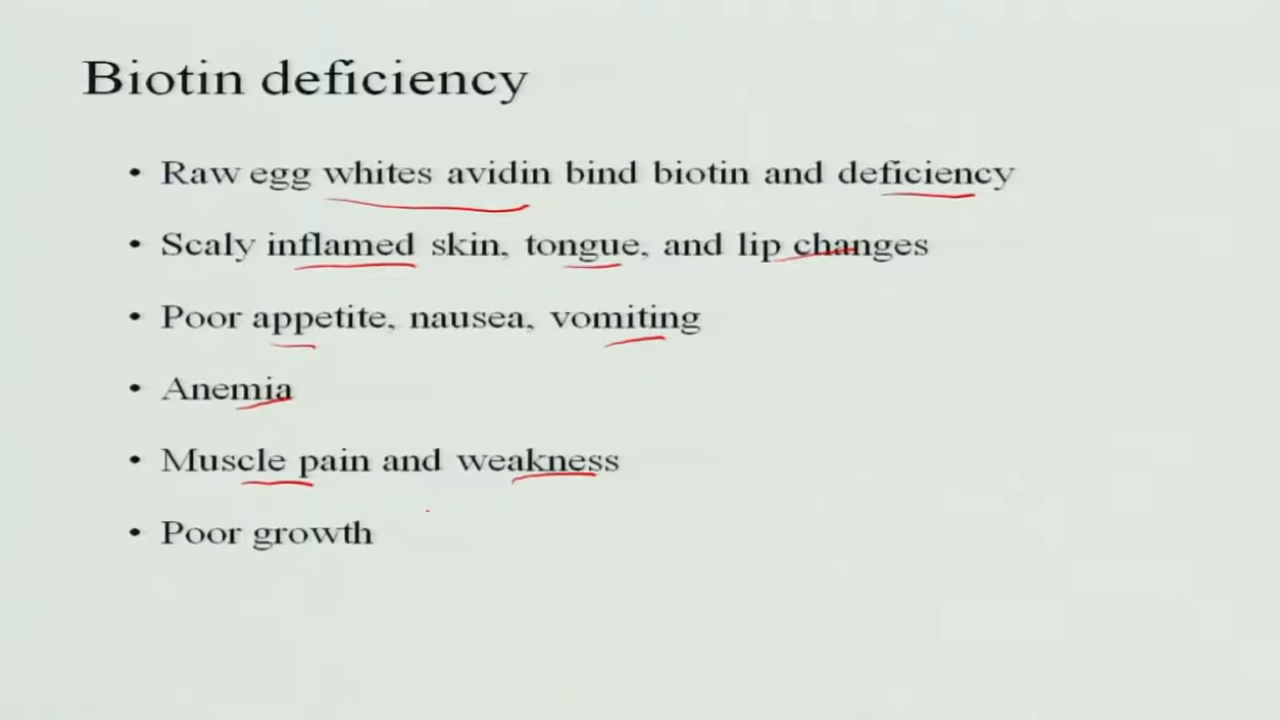 Biotin deficiency
• Raw egg whites avidin bind biotin and deficiency
• Scaly inflamed skin, tongue, and lip changes
• Poor appetite, nausea, vomiting
• Anemia
• Muscle pain and weakness
• Poor growth